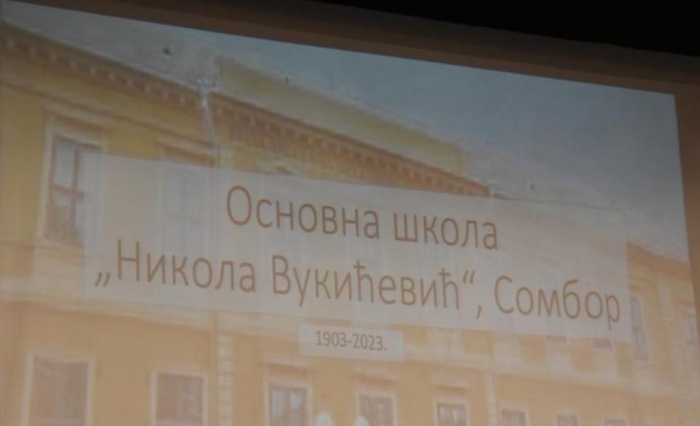 Основна школа
„Никола Вукићевић“, Сомбор
1903-2023.